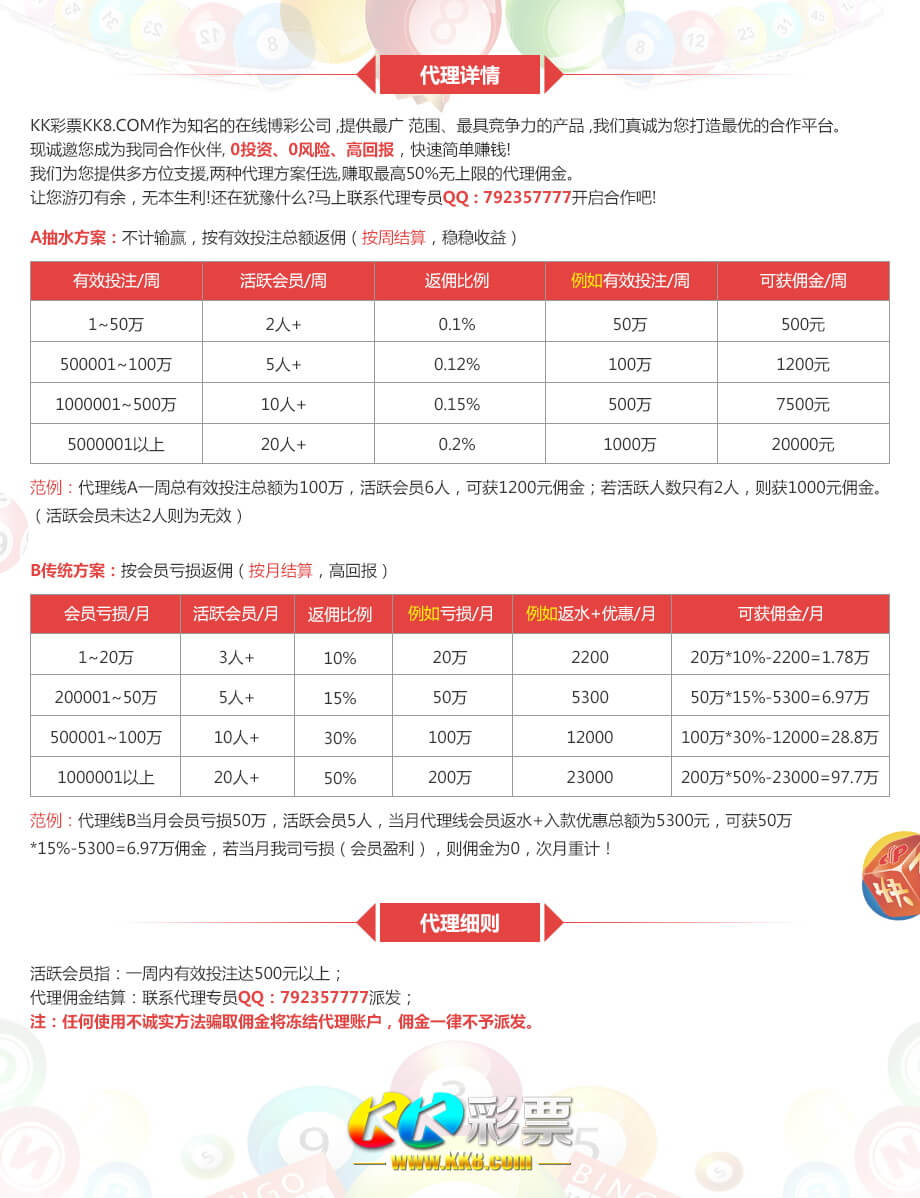 代理详情
KK彩票KK8.COM作为知名的在线博彩公司 ,提供最广 范围、最具竞争力的产品 ,我们真诚为您打造最优的合作平台。
现诚邀您成为我同合作伙伴, 0投资、0风险、高回报，快速简单赚钱!
我们为您提供多方位支援,两种代理方案任选,赚取最高50%无上限的代理佣金。
让您游刃有余，无本生利!还在犹豫什么?马上联系代理专员QQ : 792357777开启合作吧!
A抽水方案：不计输赢，按有效投注总额返佣（按周结算，稳稳收益）
有效投注/周 活跃会员/周 返佣比例 例如有效投注/周 可获佣金/周
1~50万 2人+ 0.1% 50万 500元
500001~100万 5人+ 0.12% 100万 1200元
1000001~500万 10人+ 0.15% 500万 7500元
5000001以上 20人+ 0.2% 1000万 20000元
范例：代理线A一周总有效投注总额为100万，活跃会员6人，可获1200元佣金；若活跃人数只有2人，则获1000元佣金。
（活跃会员未达2人则为无效）
B传统方案：按会员亏损返佣（按月结算，高回报）
会员亏损/月 活跃会员/月 返佣比例 例如亏损/月 例如返水+优惠/月 可获佣金/月
1~20万 3人+ 10% 20万 2200 20万*10%-2200=1.78万
200001~50万 5人+ 15% 50万 5300 50万*15%-5300=6.97万
500001~100万 10人+ 30% 100万 12000 100万*30%-12000=28.8万
1000001以上 20人+ 50% 200万 23000 200万*50%-23000=97.7万
范例：代理线B当月会员亏损50万，活跃会员5人，当月代理线会员返水+入款优惠总额为5300元，可获50万
*15%-5300=6.97万佣金，若当月我司亏损（会员盈利），则佣金为0，次月重计！
快
代理细则
活跃会员指：一周内有效投注达500元以上；
代理佣金结算：联系代理专员QQ：792357777派发；
注：任何使用不诚实方法骗取佣金将冻结代理账户，佣金一律不予派发。
KK彩票
www.KK8.com